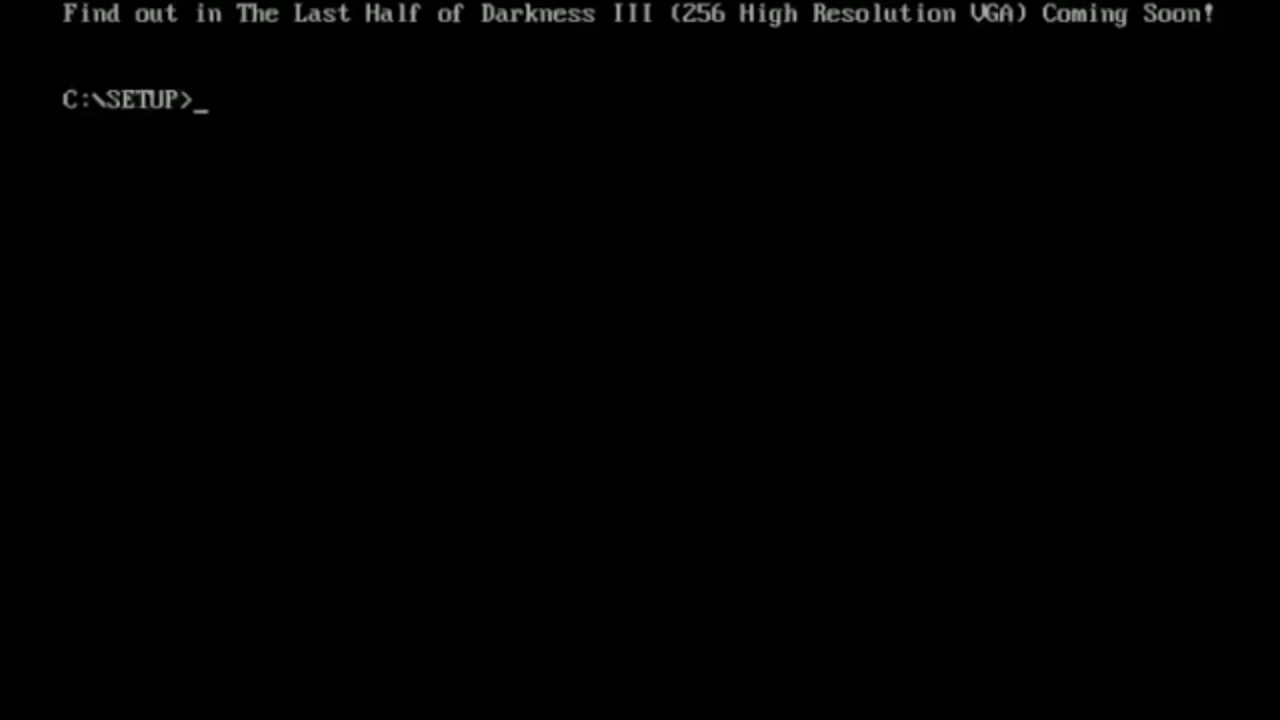 Find out in The Last Half of Darkness III (256 High Resolution VGA) Coming Soon!
C:\SETUP>_